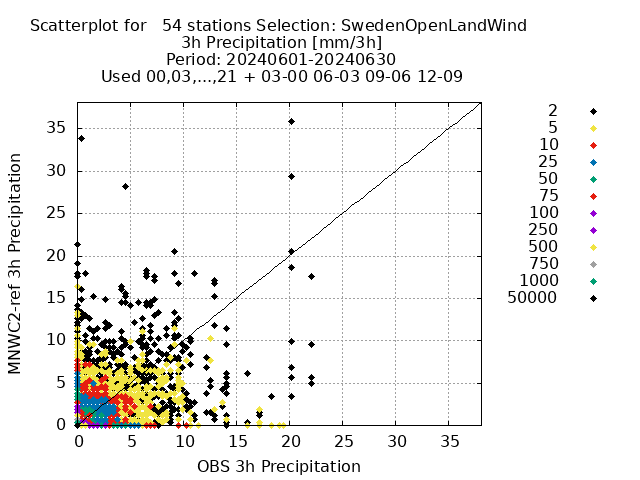 Scatterplot for   54 stations Selection: SwedenOpenLandWind
3h Precipitation [mm/3h]
Period: 20240601-20240630
Used 00,03,...,21 + 03-00 06-03 09-06 12-09
MNWC2-ref 3h Precipitation
35
30
25
20
15
10
5
0
0 5 10 15 20 25 30 35
OBS 3h Precipitation
2
5
10
25
50
75
100
250
500
750
1000
50000